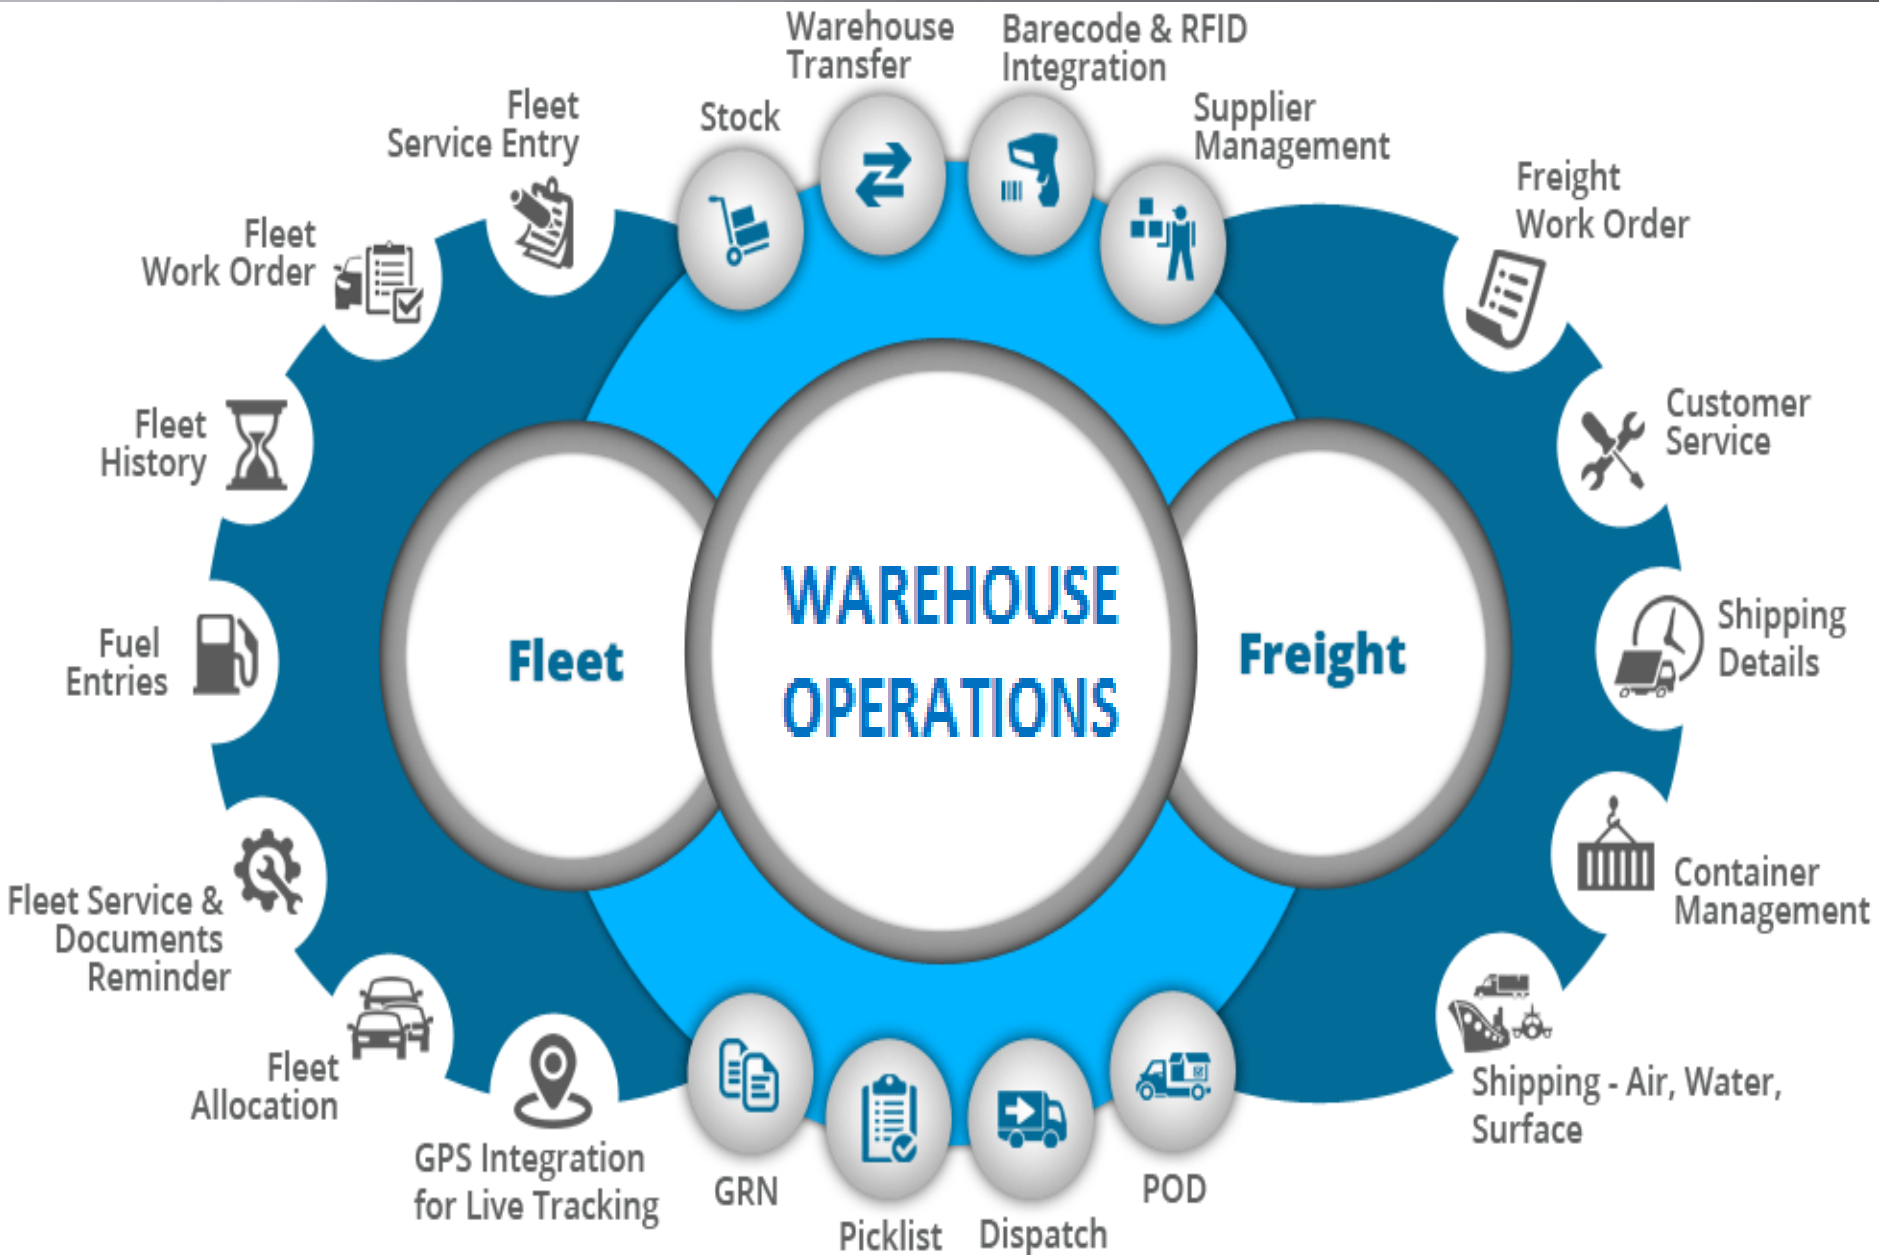 Warehouse
Transfer
Barecode & RFID
Integration
Stock
Supplier
Management
Fleet
Service Entry
Fleet
Work Order
Fleet
History
Fuel
Entries
Fleet Service &
Documents
Reminder
Fleet
Allocation
GPS Integration
for Live Tracking
Fleet
WAREHOUSE
OPERATIONS
Freight
Freight
Work Order
Customer
Service
Shipping
Details
Container
Management
Shipping - Air, Water,
Surface
GRN
Picklist
Dispatch
POD